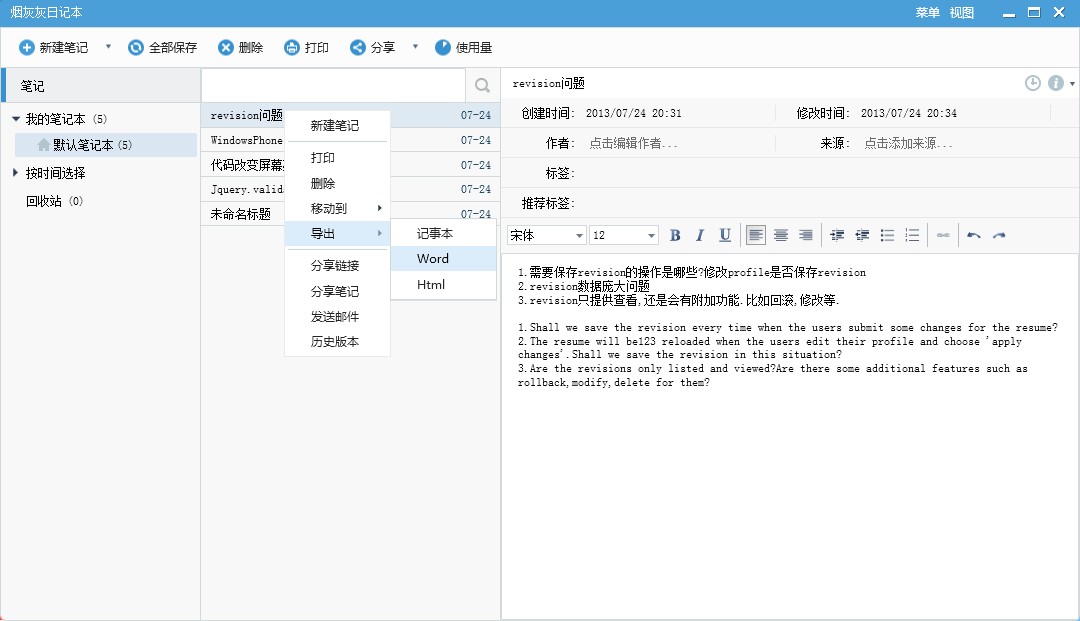 烟灰灰日记本
菜单 视图
新建笔记 全部保存 删除 打印 分享 使用量
笔记
我的笔记本 (5)
默认笔记本 (5)
按时间选择
回收站 (0)
revision问题 07-24
WindowsPhone 07-24
代码改变屏幕 07-24
Jquery.valid 07-24
未命名标题 07-24
新建笔记
打印
删除
移动到
导出
分享链接
分享笔记
发送邮件
历史版本
记事本
Word
Html
revision问题
创建时间: 2013/07/24 20:31 修改时间: 2013/07/24 20:34
作者: 点击编辑作者... 来源: 点击添加来源...
标签:
推荐标签:
宋体 12 B I U
1.需要保存revision的操作是哪些?修改profile是否保存revision
2.revision数据庞大问题
3.revision只提供查看,还是会有附加功能.比如回滚,修改等.
1.Shall we save the revision every time when the users submit some changes for the resume?
2.The resume will be123 reloaded when the users edit their profile and choose 'apply
changes'.Shall we save the revision in this situation?
3.Are the revisions only listed and viewed?Are there some additional features such as
rollback,modify,delete for them?